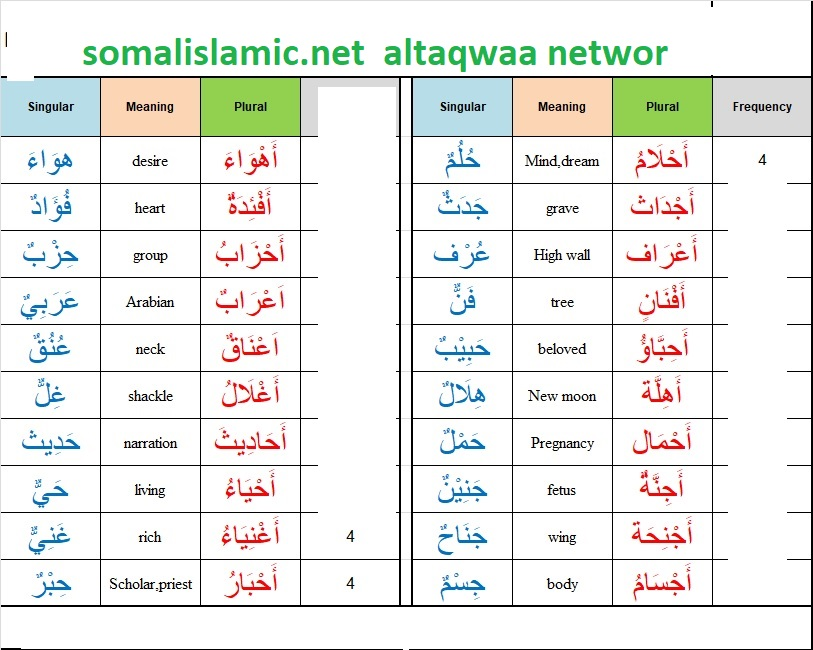 somalislamic.net altaqwaa networ
Singular Meaning Plural Singular Meaning Plural Frequency
هوَاءَ desire أَهْوَاءَ حُلُمٌ Mind,dream أَحْلَامُ 4
فُؤَادٌ heart أَفْئِدَةٌ جَدَثٌ grave أَجْدَاث
حِزْبٌ group أَحْزَابُ عُرْف High wall أَعْرَاف
عَرَبِيٌّ Arabian اَعْرَابٌ فَنٌّ tree أَفْنَانٍ
عُنُقٌ neck اَعْنَاقٌ حَبِيْبٌ beloved أَحِبَّاؤُ
غِلٌّ shackle أَغْلَالُ هِلَالٌ New moon أَهِلَّة
حَدِيث narration أَحَادِيثَ حَمْلٌ Pregnancy أَحْمَال
حَيٌّ living أَحْيَاءُ جَنِيْنٌ fetus أَجِنَّةٌ
غَنِيٌّ rich أَغْنِيَاءُ 4 جَنَاحٌ wing أَجْنِحَة
حِبْرٌ Scholar,priest أَحْبَارُ 4 جِسْمٌ body أَجْسَامُ